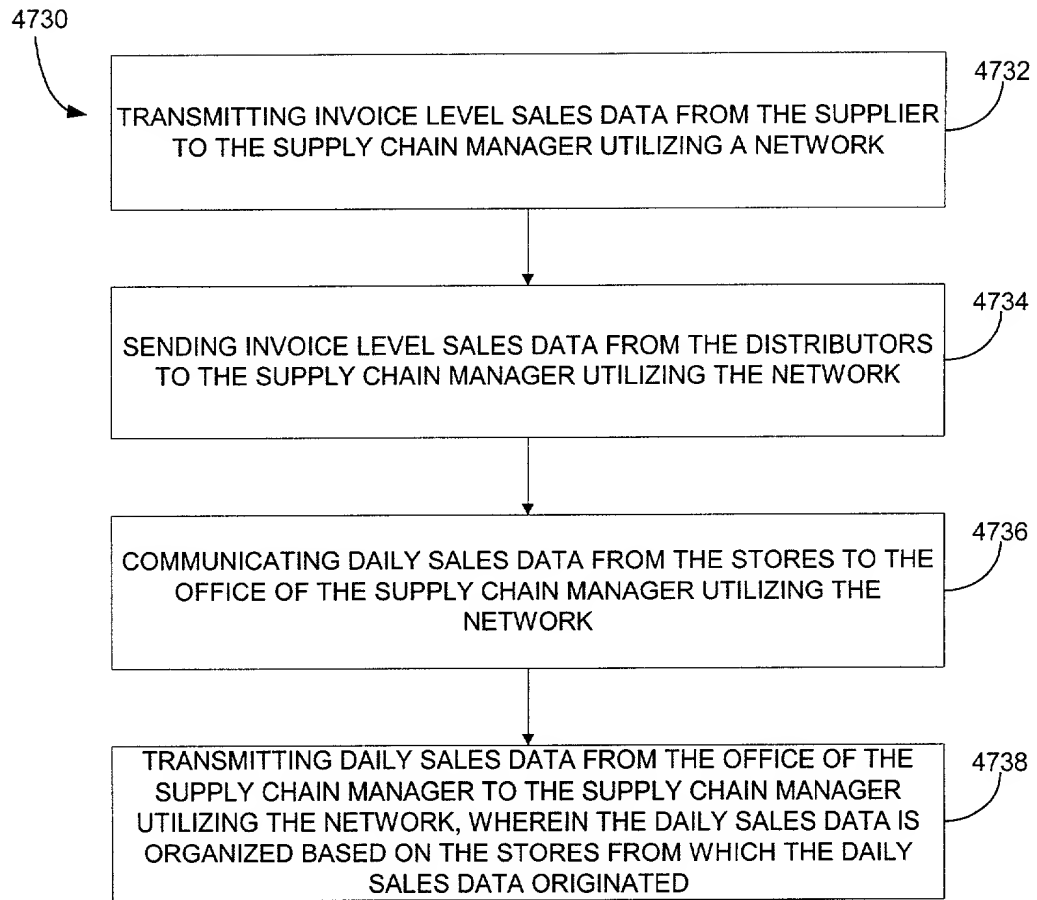 4730
4732
TRANSMITTING INVOICE LEVEL SALES DATA FROM THE SUPPLIER
TO THE SUPPLY CHAIN MANAGER UTILIZING A NETWORK
4734
SENDING INVOICE LEVEL SALES DATA FROM THE DISTRIBUTORS
TO THE SUPPLY CHAIN MANAGER UTILIZING THE NETWORK
4736
COMMUNICATING DAILY SALES DATA FROM THE STORES TO THE
OFFICE OF THE SUPPLY CHAIN MANAGER UTILIZING THE
NETWORK
4738
TRANSMITTING DAILY SALES DATA FROM THE OFFICE OF THE
SUPPLY CHAIN MANAGER TO THE SUPPLY CHAIN MANAGER
UTILIZING THE NETWORK, WHEREIN THE DAILY SALES DATA IS
ORGANIZED BASED ON THE STORES FROM WHICH THE DAILY
SALES DATA ORIGINATED